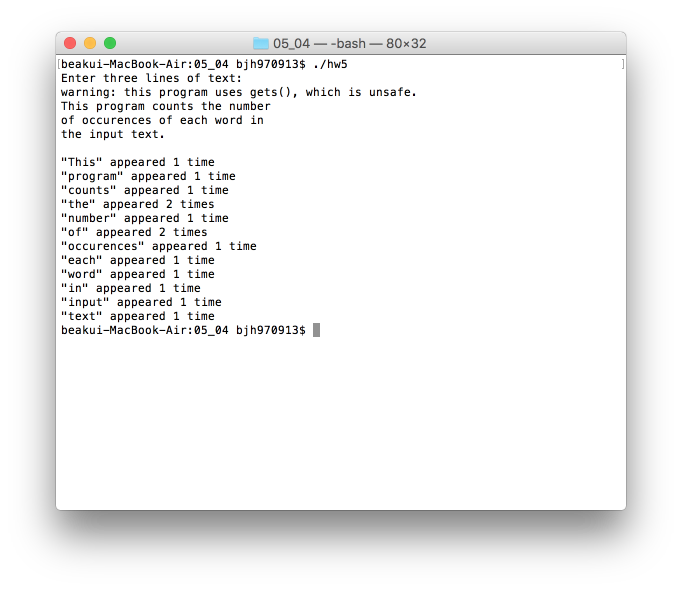 05_04 — -bash — 80×32
[beakui-MacBook-Air:05_04 bjh970913$ ./hw5 ]
Enter three lines of text:
warning: this program uses gets(), which is unsafe.
This program counts the number
of occurences of each word in
the input text.
"This" appeared 1 time
"program" appeared 1 time
"counts" appeared 1 time
"the" appeared 2 times
"number" appeared 1 time
"of" appeared 2 times
"occurences" appeared 1 time
"each" appeared 1 time
"word" appeared 1 time
"in" appeared 1 time
"input" appeared 1 time
"text" appeared 1 time
beakui-MacBook-Air:05_04 bjh970913$